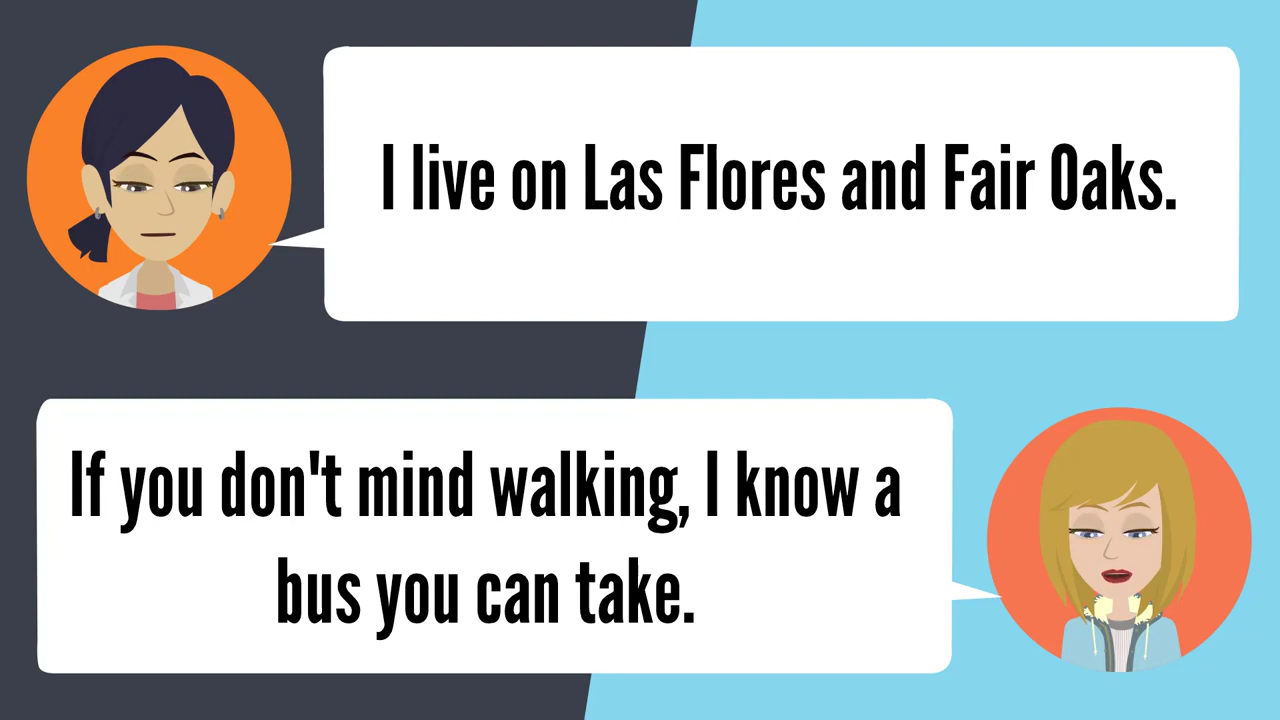 I live on Las Flores and Fair Oaks.
If you don't mind walking, I know a
bus you can take.